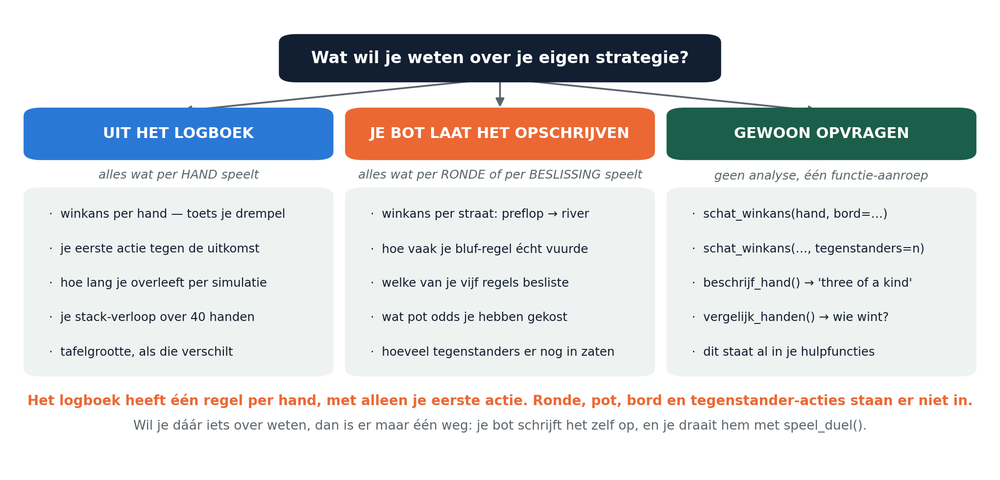 Wat wil je weten over je eigen strategie?
UIT HET LOGBOEK
alles wat per HAND speelt
· winkans per hand — toets je drempel
· je eerste actie tegen de uitkomst
· hoe lang je overleeft per simulatie
· je stack-verloop over 40 handen
· tafelgrootte, als die verschilt
JE BOT LAAT HET OPSCHRIJVEN
alles wat per RONDE of per BESLISSING speelt
· winkans per straat: preflop → river
· hoe vaak je bluf-regel écht vuurde
· welke van je vijf regels besliste
· wat pot odds je hebben gekost
· hoeveel tegenstanders er nog in zaten
GEWOON OPVRAGEN
geen analyse, één functie-aanroep
· schat_winkans(hand, bord=…)
· schat_winkans(…, tegenstanders=n)
· beschrijf_hand() → 'three of a kind'
· vergelijk_handen() → wie wint?
· dit staat al in je hulpfuncties
Het logboek heeft één regel per hand, met alleen je eerste actie. Ronde, pot, bord en tegenstander-acties staan er niet in.
Wil je dáár iets over weten, dan is er maar één weg: je bot schrijft het zelf op, en je draait hem met speel_duel().